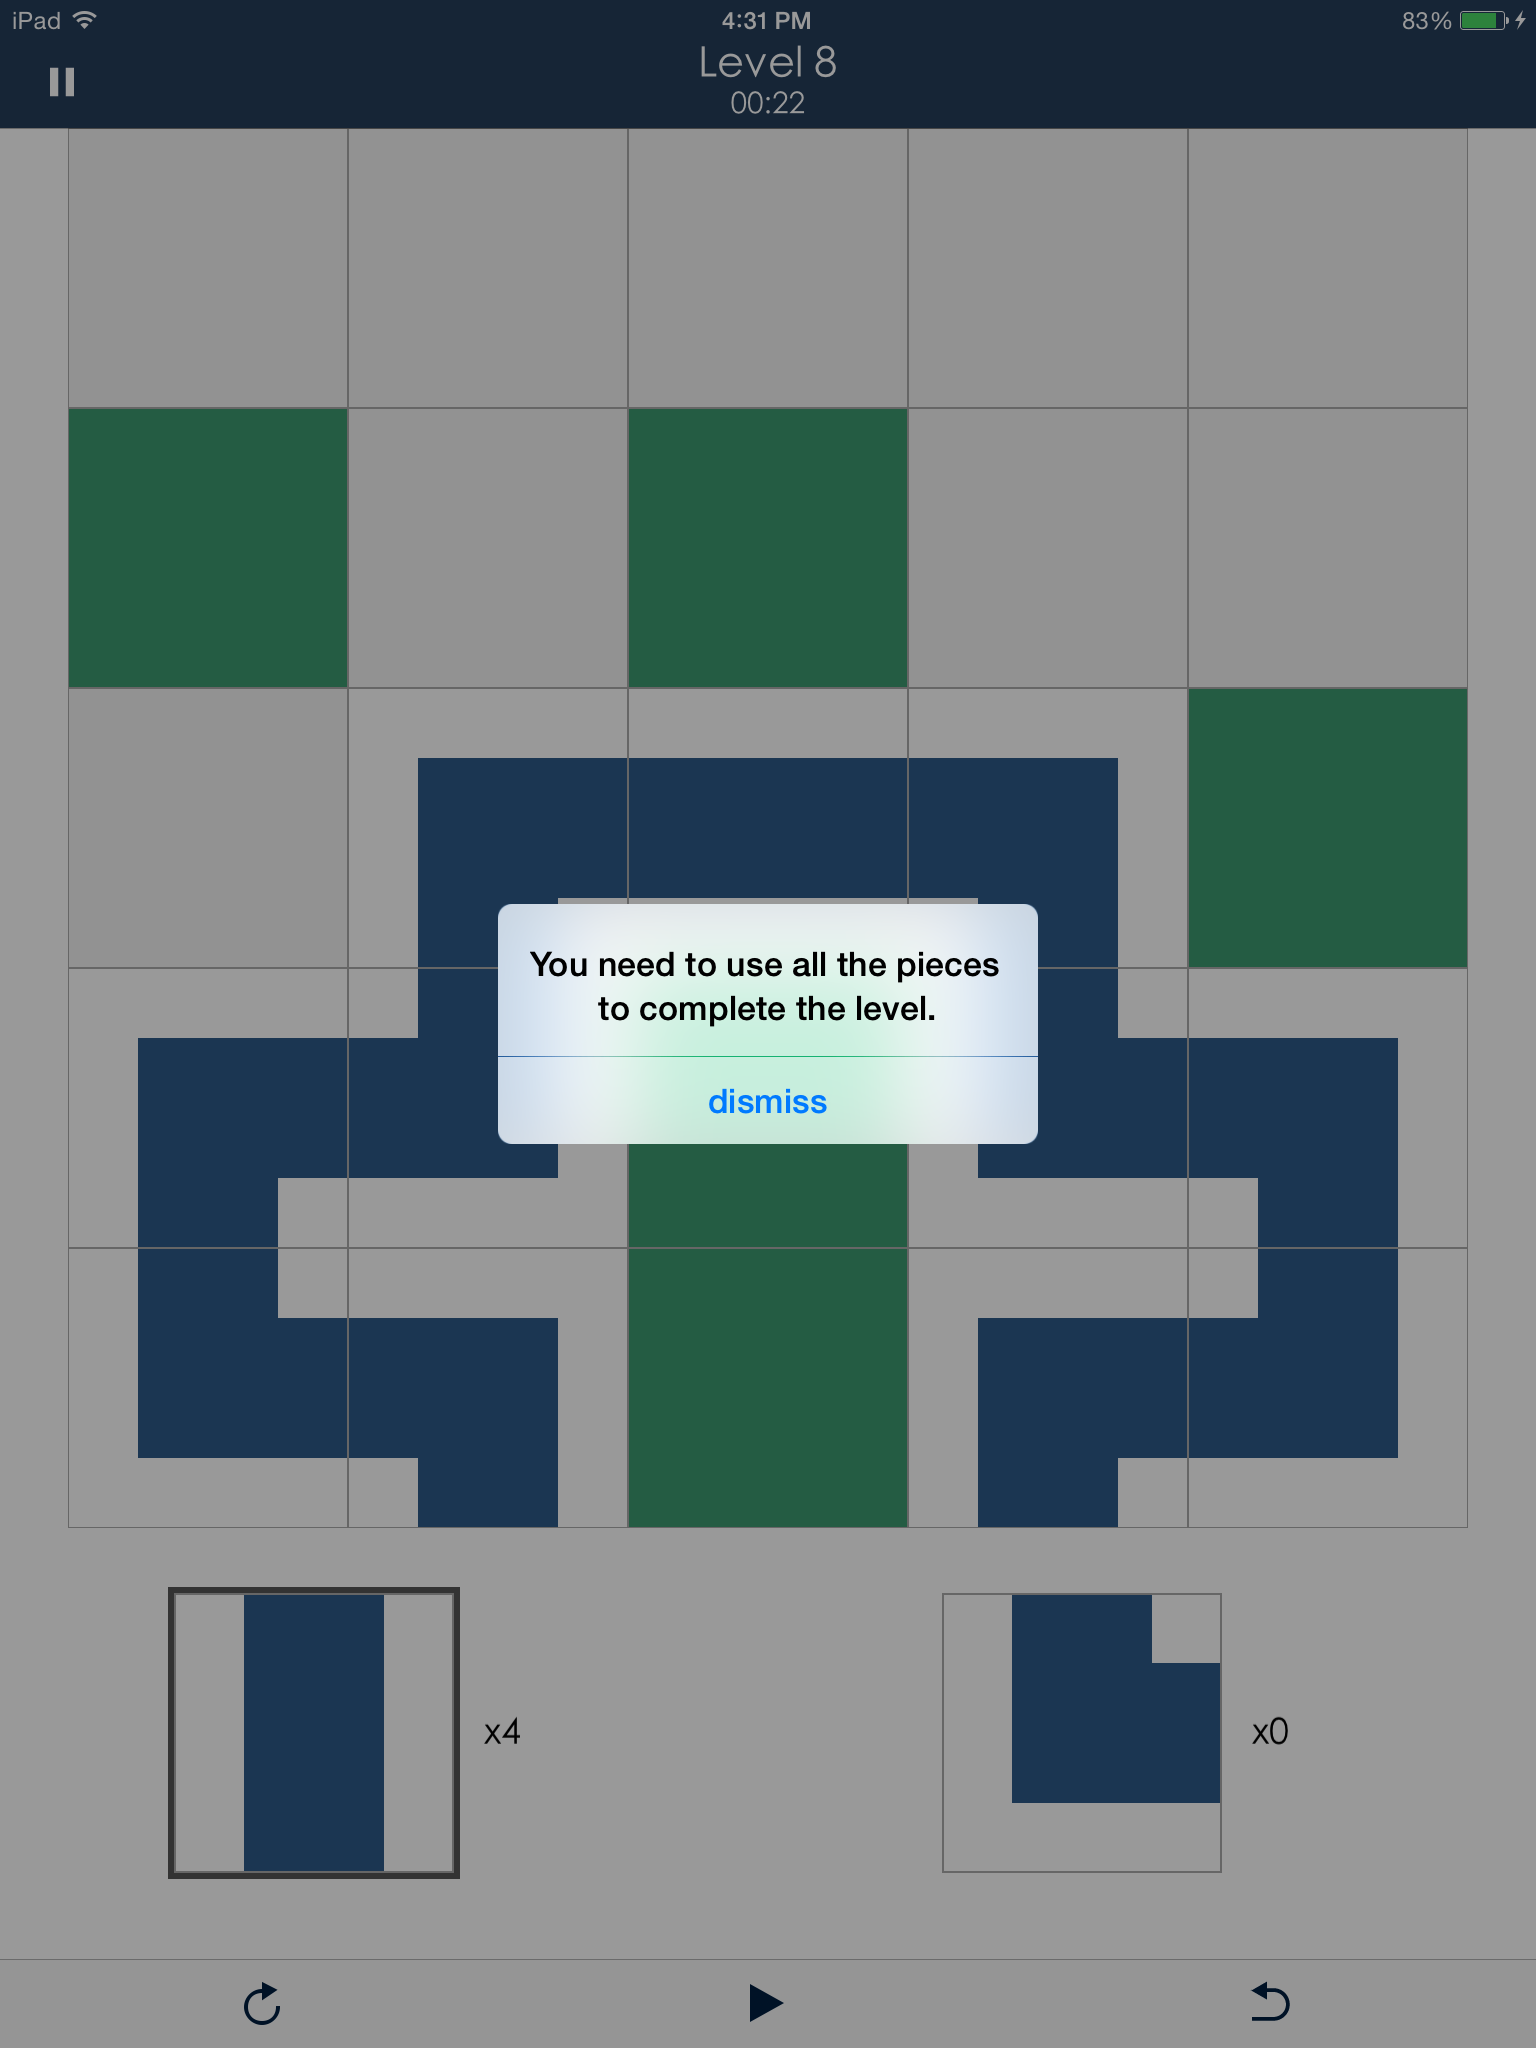 iPad 4:31 PM 83%
Level 8
00:22
You need to use all the pieces
to complete the level.
dismiss
x4 x0